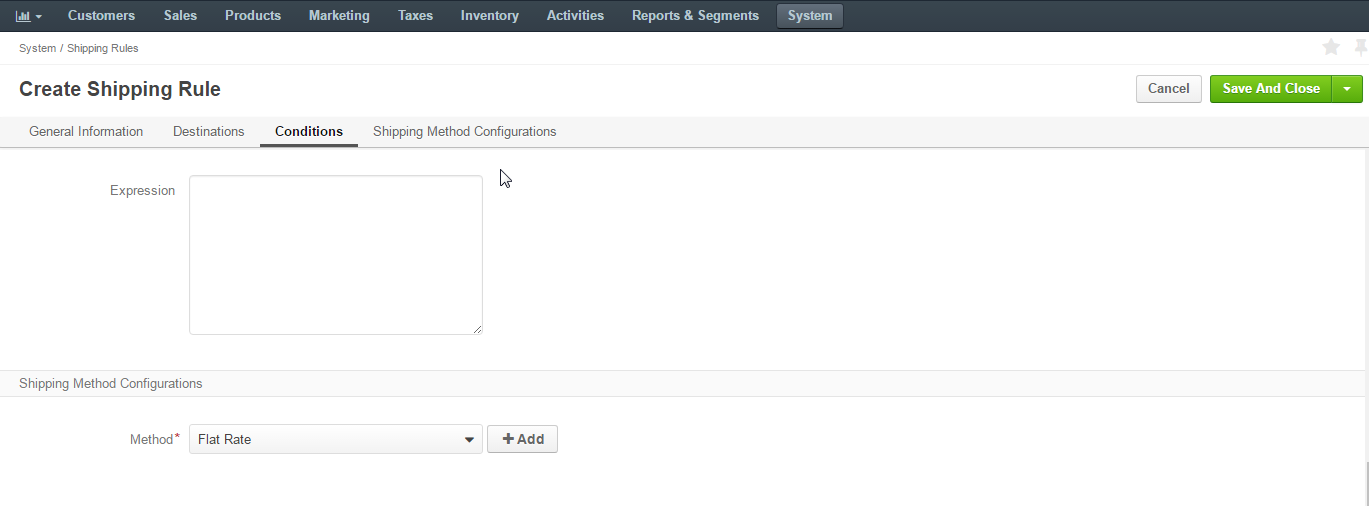 Customers Sales Products Marketing Taxes Inventory Activities Reports & Segments System
System / Shipping Rules
Create Shipping Rule Cancel Save And Close
General Information Destinations Conditions Shipping Method Configurations
Expression
Shipping Method Configurations
Method* Flat Rate + Add